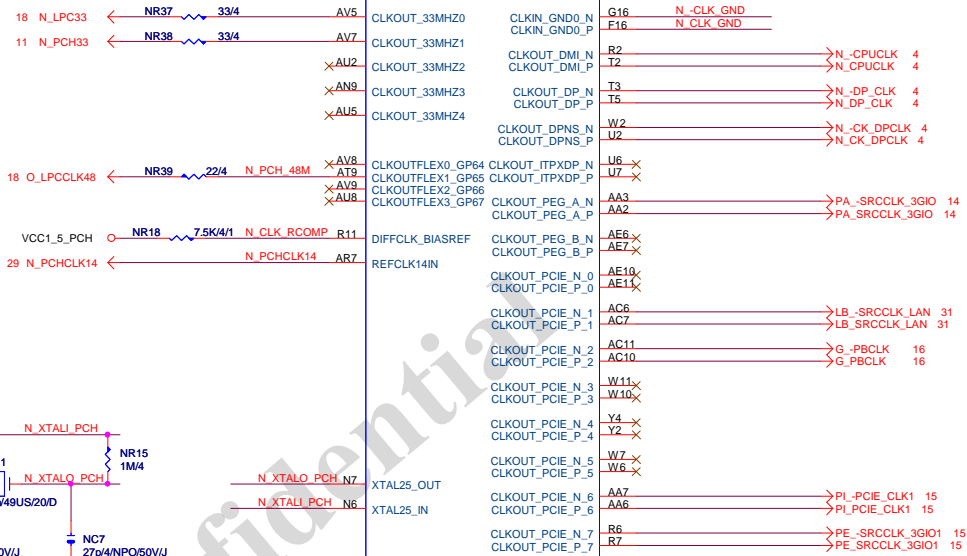 18 N_LPC33 NR37 33/4 AV5 CLKOUT_33MHZ0
11 N_PCH33 NR38 33/4 AV7 CLKOUT_33MHZ1
AU2 CLKOUT_33MHZ2
AN9 CLKOUT_33MHZ3
AU5 CLKOUT_33MHZ4
AV8 CLKOUTFLEX0_GP64
18 O_LPCCLK48 NR39 22/4 N_PCH_48M AT9 CLKOUTFLEX1_GP65
AV9 CLKOUTFLEX2_GP66
AU8 CLKOUTFLEX3_GP67
VCC1_5_PCH NR18 7.5K/4/1 N_CLK_RCOMP R11 DIFFCLK_BIASREF
29 N_PCHCLK14 N_PCHCLK14 AR7 REFCLK14IN
N_XTALI_PCH
NR15
1M/4
1
N_XTALO_PCH
/49US/20/D
NC7
27p/4/NPO/50V/J
0V/J
N_XTALO_PCH N7 XTAL25_OUT
N_XTALI_PCH N6 XTAL25_IN
CLKIN_GND0_N G16 N_-CLK_GND
CLKIN_GND0_P F16 N_CLK_GND
CLKOUT_DMI_N R2 N_-CPUCLK 4
CLKOUT_DMI_P T2 N_CPUCLK 4
CLKOUT_DP_N T3 N_-DP_CLK 4
CLKOUT_DP_P T5 N_DP_CLK 4
CLKOUT_DPNS_N W2 N_-CK_DPCLK 4
CLKOUT_DPNS_P U2 N_CK_DPCLK 4
CLKOUT_ITPXDP_N U6
CLKOUT_ITPXDP_P U7
CLKOUT_PEG_A_N AA3 PA_-SRCCLK_3GIO 14
CLKOUT_PEG_A_P AA2 PA_SRCCLK_3GIO 14
CLKOUT_PEG_B_N AE6
CLKOUT_PEG_B_P AE7
CLKOUT_PCIE_N_0 AE10
CLKOUT_PCIE_P_0 AE11
CLKOUT_PCIE_N_1 AC6 LB_-SRCCLK_LAN 31
CLKOUT_PCIE_P_1 AC7 LB_SRCCLK_LAN 31
CLKOUT_PCIE_N_2 AC11 G_-PBCLK 16
CLKOUT_PCIE_P_2 AC10 G_PBCLK 16
CLKOUT_PCIE_N_3 W11
CLKOUT_PCIE_P_3 W10
CLKOUT_PCIE_N_4 Y4
CLKOUT_PCIE_P_4 Y2
CLKOUT_PCIE_N_5 W7
CLKOUT_PCIE_P_5 W6
CLKOUT_PCIE_N_6 AA7 PI_-PCIE_CLK1 15
CLKOUT_PCIE_P_6 AA6 PI_PCIE_CLK1 15
CLKOUT_PCIE_N_7 R6 PE_-SRCCLK_3GIO1 15
CLKOUT_PCIE_P_7 R7 PE_SRCCLK_3GIO1 15
fidential